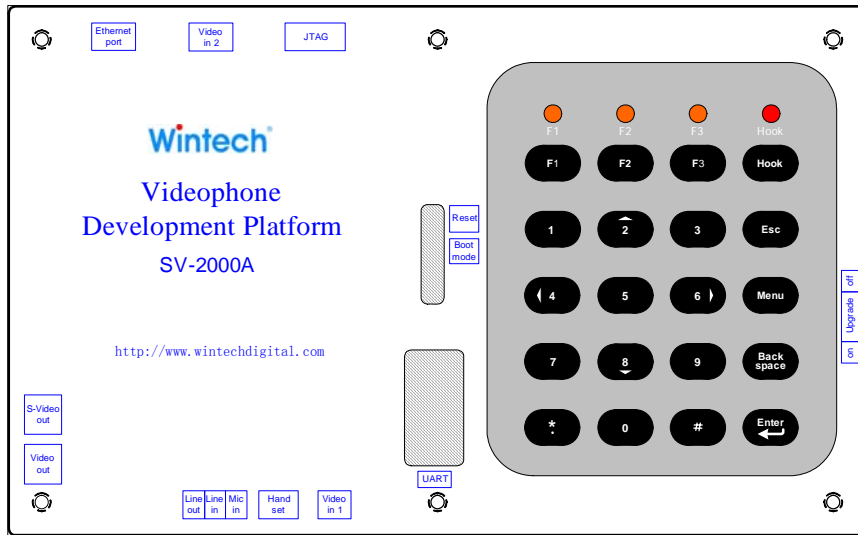 Ethernet
port
Video
in 2
JTAG
Wintech®
Videophone
Development Platform
SV-2000A
http://www.wintechdigital.com
S-Video
out
Video
out
Line
out
Line
in
Mic
in
Hand
set
Video
in 1
Reset
Boot
mode
UART
F1 F2 F3 Hook
F1 F2 F3 Hook
1 2 3 Esc
4 5 6 Menu
7 8 9 Back
space
* . 0 # Enter
off
Upgrade
on